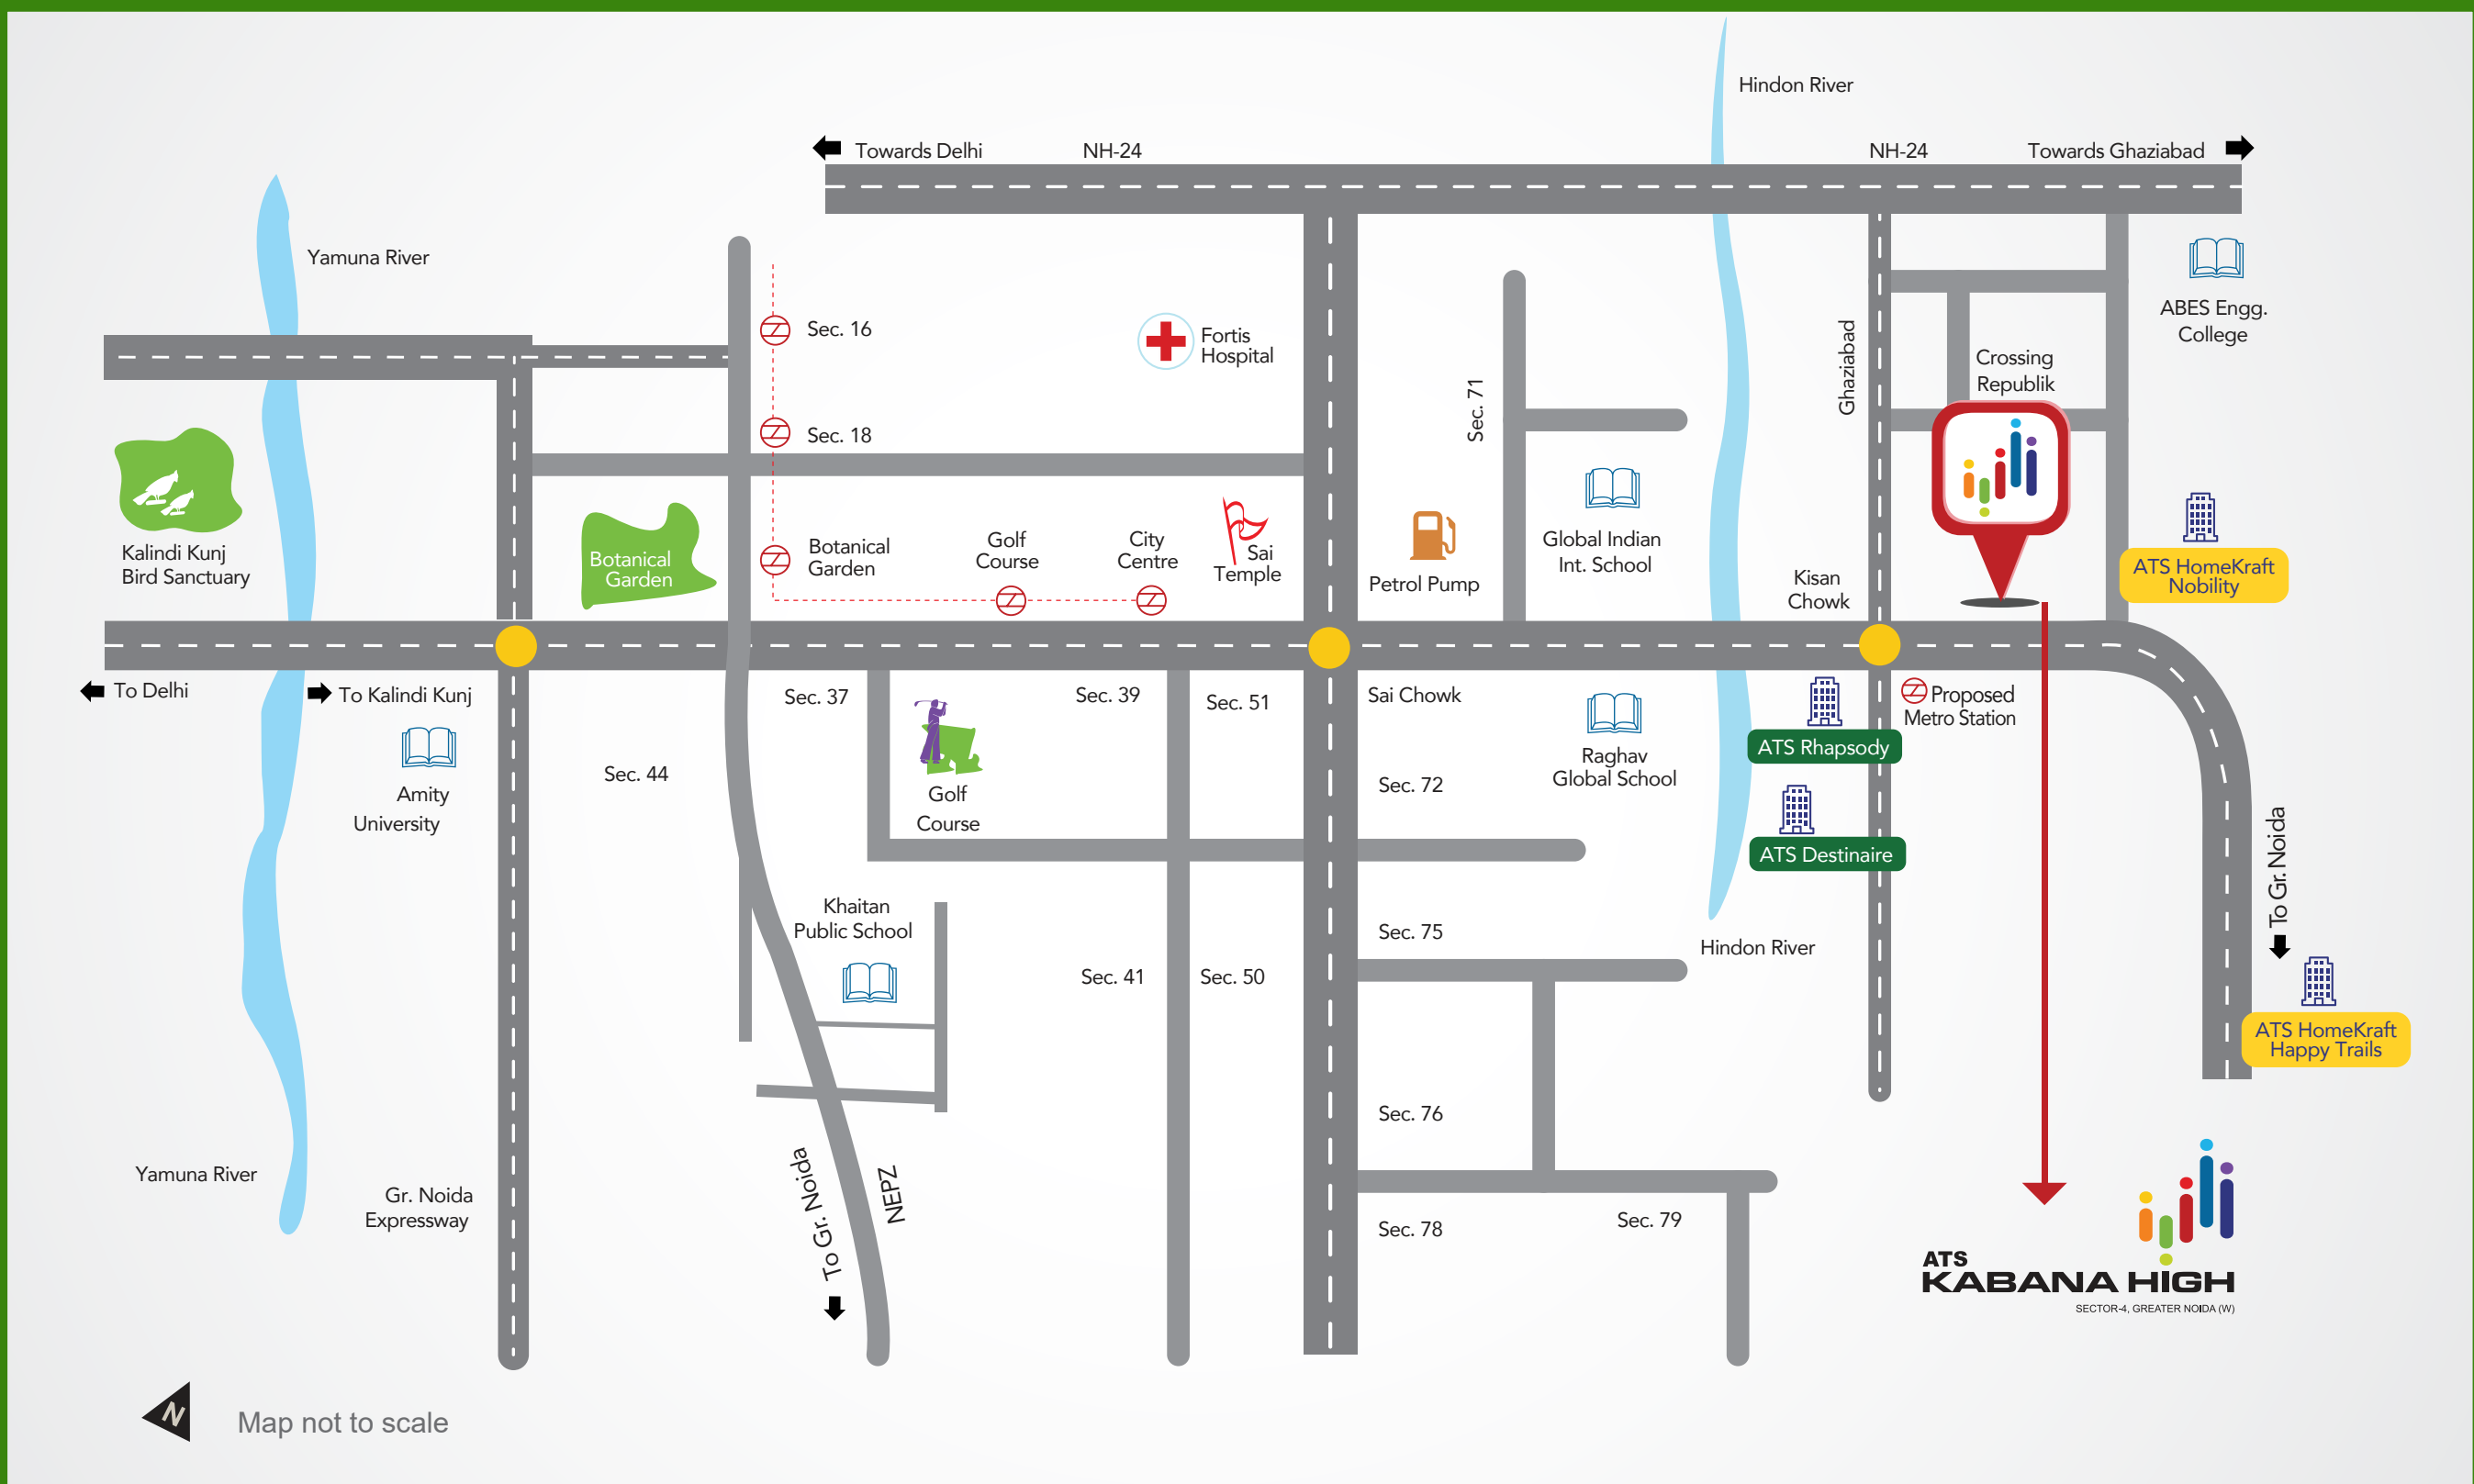 Hindon River
Towards Delhi
NH-24
NH-24
Towards Ghaziabad
Yamuna River
Sec. 16
Fortis
Hospital
Sec. 18
Sec. 71
Ghaziabad
ABES Engg.
College
Crossing
Republik
Kalindi Kunj
Bird Sanctuary
Botanical
Garden
Botanical
Garden
Golf
Course
City
Centre
Sai
Temple
Petrol Pump
Global Indian
Int. School
Kisan
Chowk
ATS HomeKraft
Nobility
To Delhi
To Kalindi Kunj
Sec. 37
Sec. 39
Sec. 51
Sai Chowk
Proposed
Metro Station
Amity
University
Sec. 44
Golf
Course
Sec. 72
Raghav
Global School
ATS Rhapsody
ATS Destinaire
To Gr. Noida
Khaitan
Public School
Sec. 75
Hindon River
Sec. 41
Sec. 50
ATS HomeKraft
Happy Trails
Sec. 76
Yamuna River
Gr. Noida
Expressway
To Gr. Noida
NEPZ
Sec. 78
Sec. 79
ATS
KABANA HIGH
SECTOR-4, GREATER NOIDA (W)
N
Map not to scale